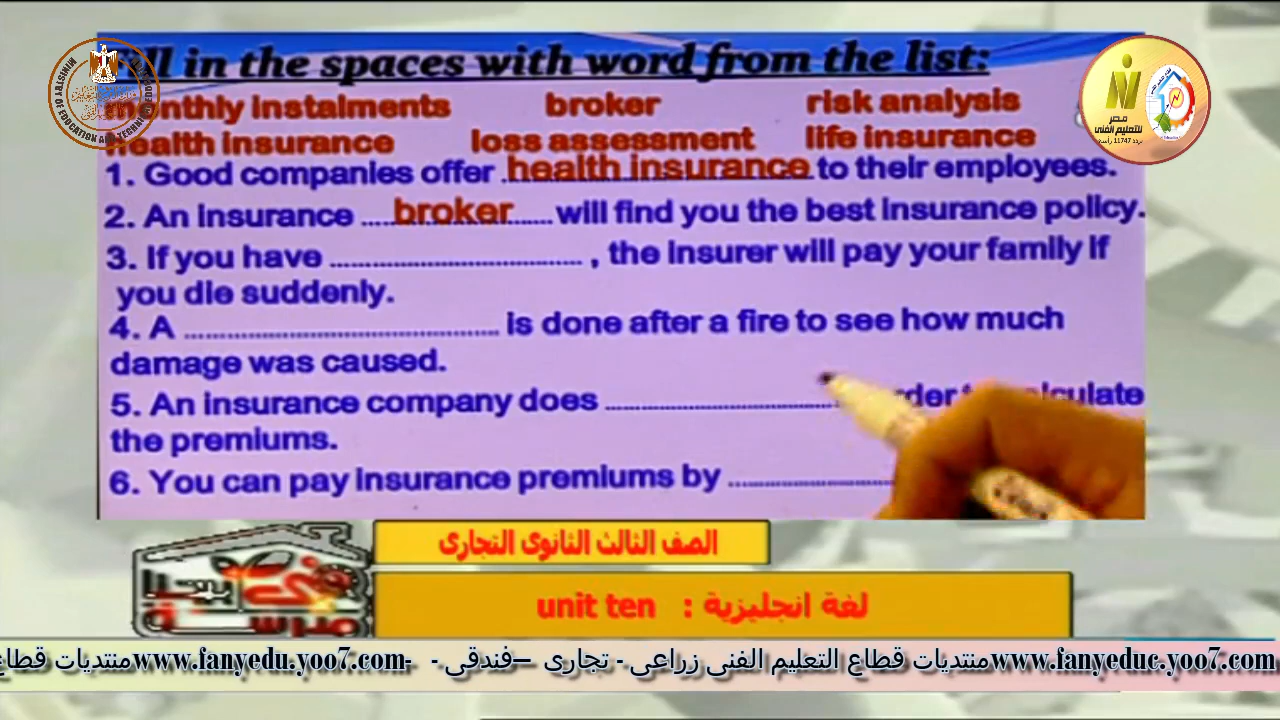 ll in the spaces with word from the list:
nthly instalments broker risk analysis
health insurance loss assessment life insurance
1. Good companies offer health insurance to their employees.
2. An insurance broker will find you the best insurance policy.
3. If you have .................................. , the insurer will pay your family if
you die suddenly.
4. A .......................................... is done after a fire to see how much
damage was caused.
5. An insurance company does ..............................
the premiums.
6. You can pay insurance premiums by ......................
مصر
للتعليم الفنى
الصف الثالث الثانوى التجارى
لغة انجليزية : unit ten
www.fanyeduc.yoo7.com منتديات قطاع التعليم الفنى زراعى - تجارى – فندقى - - www.fanyedu.yoo7.com منتديات قطاع